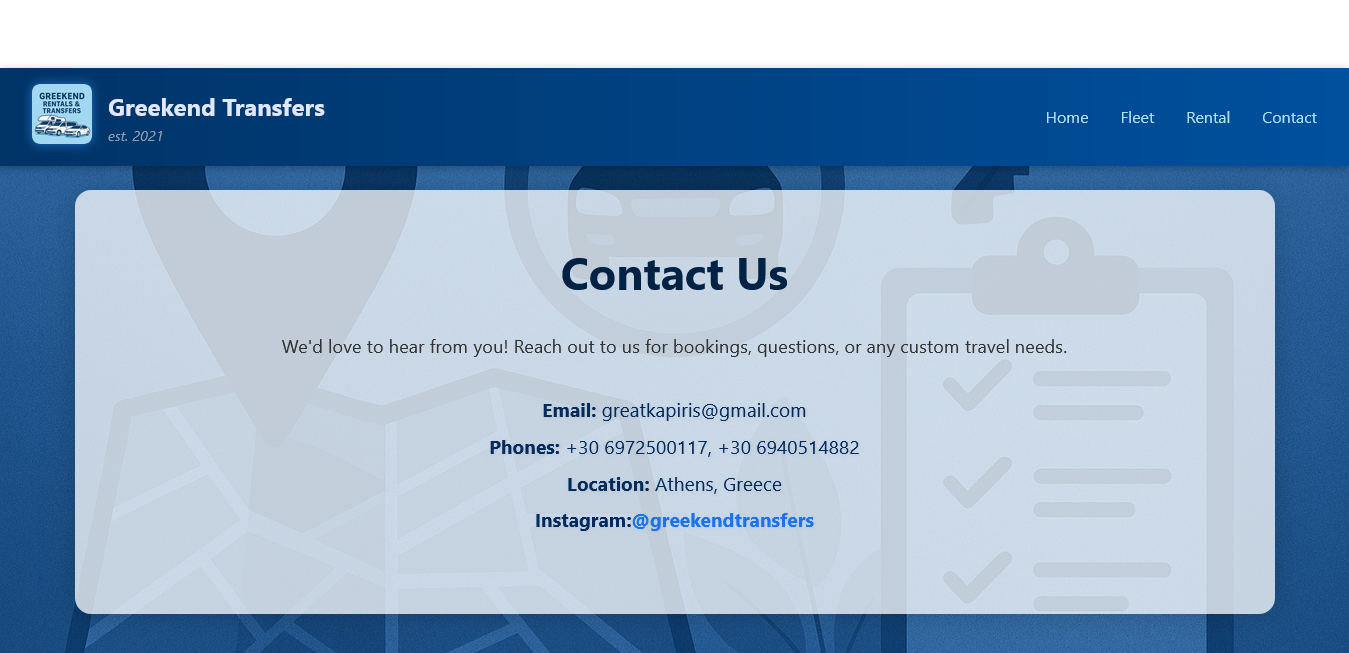 GREEKEND
RENTALS &
TRANSFERS
Greekend Transfers
est. 2021
Home Fleet Rental Contact
Contact Us
We'd love to hear from you! Reach out to us for bookings, questions, or any custom travel needs.
Email: greatkapiris@gmail.com
Phones: +30 6972500117, +30 6940514882
Location: Athens, Greece
Instagram:@greekendtransfers